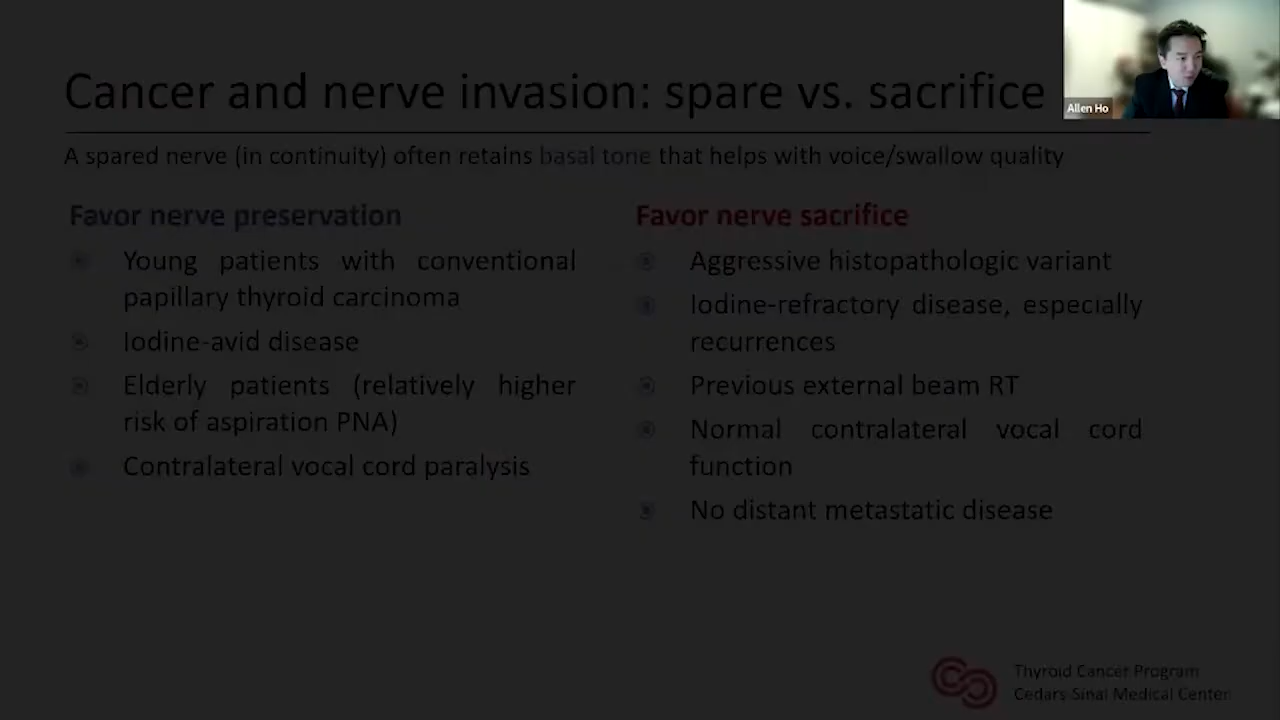 Cancer and nerve invasion: spare vs. sacrifice
Allen Ho
A spared nerve (in continuity) often retains basal tone that helps with voice/swallow quality
Favor nerve preservation
Young patients with conventional
papillary thyroid carcinoma
Iodine-avid disease
Elderly patients (relatively higher
risk of aspiration PNA)
Contralateral vocal cord paralysis
Favor nerve sacrifice
Aggressive histopathologic variant
Iodine-refractory disease, especially
recurrences
Previous external beam RT
Normal contralateral vocal cord
function
No distant metastatic disease
Thyroid Cancer Program
Cedars-Sinai Medical Center